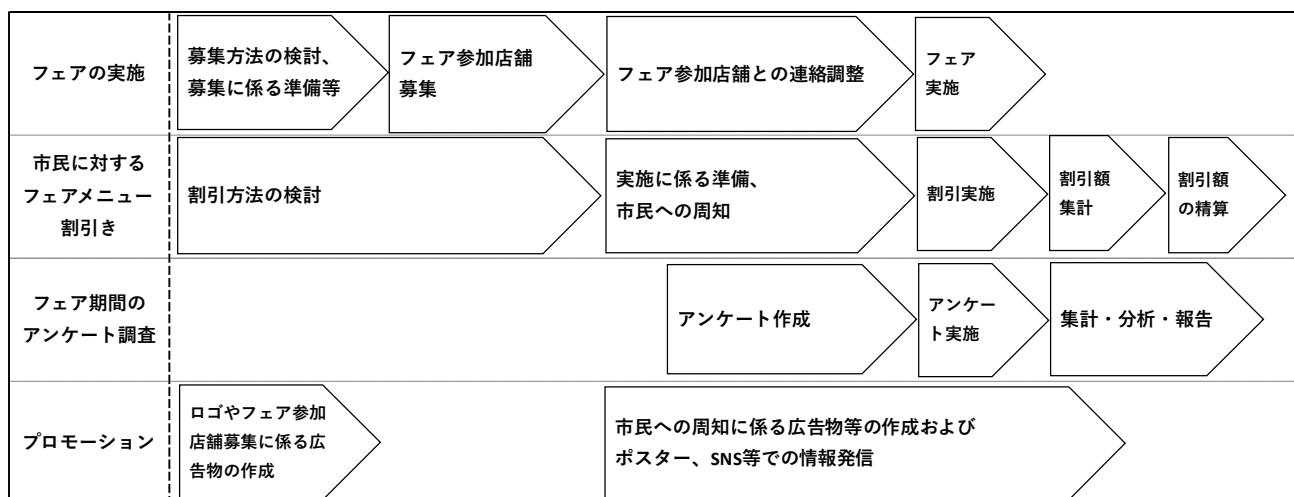 フェアの実施
募集方法の検討、
募集に係る準備等
フェア参加店舗
募集
フェア参加店舗との連絡調整
フェア
実施
市民に対する
フェアメニュー
割引き
割引方法の検討
実施に係る準備、
市民への周知
割引実施
割引額
集計
割引額
の精算
フェア期間の
アンケート調査
アンケート作成
アンケー
ト実施
集計・分析・報告
プロモーション
ロゴやフェア参加
店舗募集に係る広
告物の作成
市民への周知に係る広告物等の作成および
ポスター、SNS等での情報発信